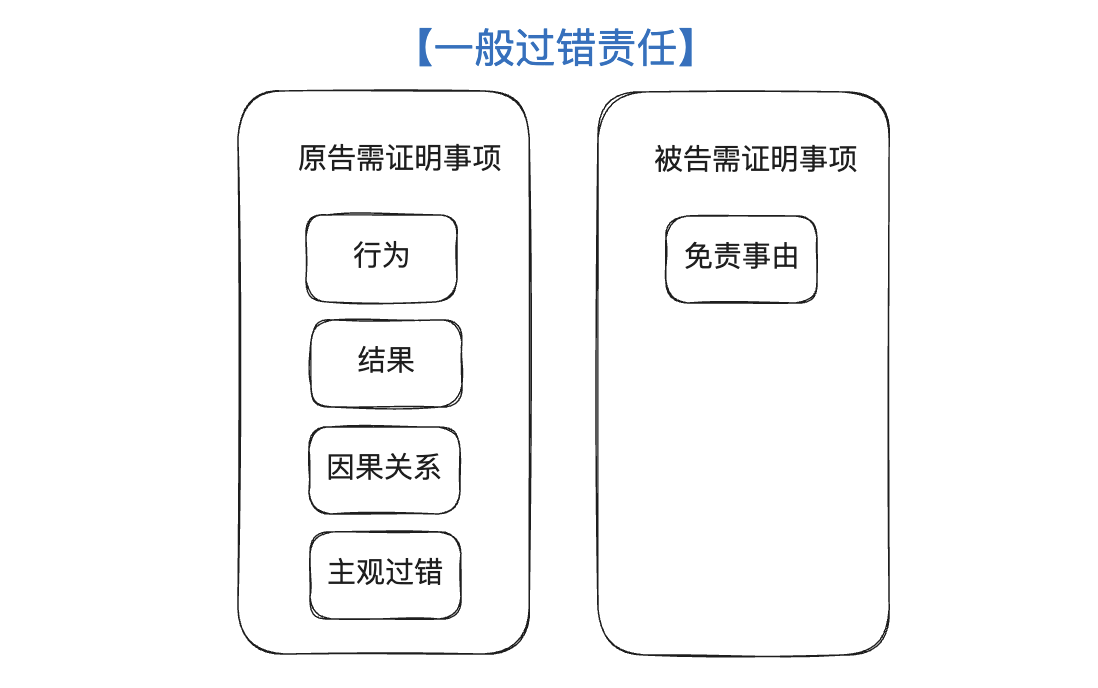 【一般过错责任】
原告需证明事项
行为
结果
因果关系
主观过错
被告需证明事项
免责事由